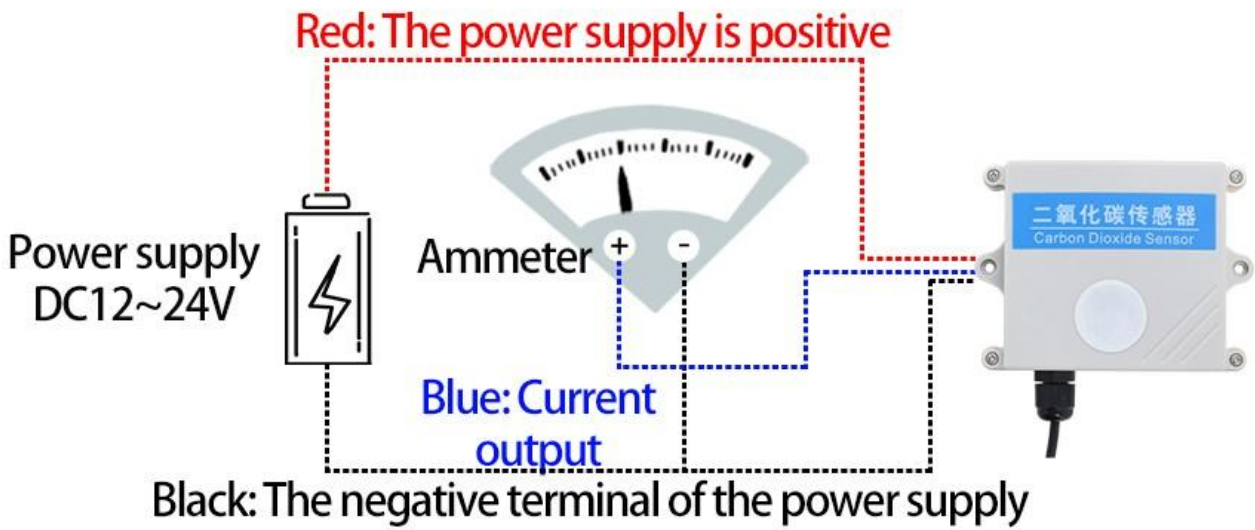 Red: The power supply is positive
二氧化碳传感器
Carbon Dioxide Sensor
Power supply
DC12~24V
Ammeter
+ -
Blue: Current
output
Black: The negative terminal of the power supply